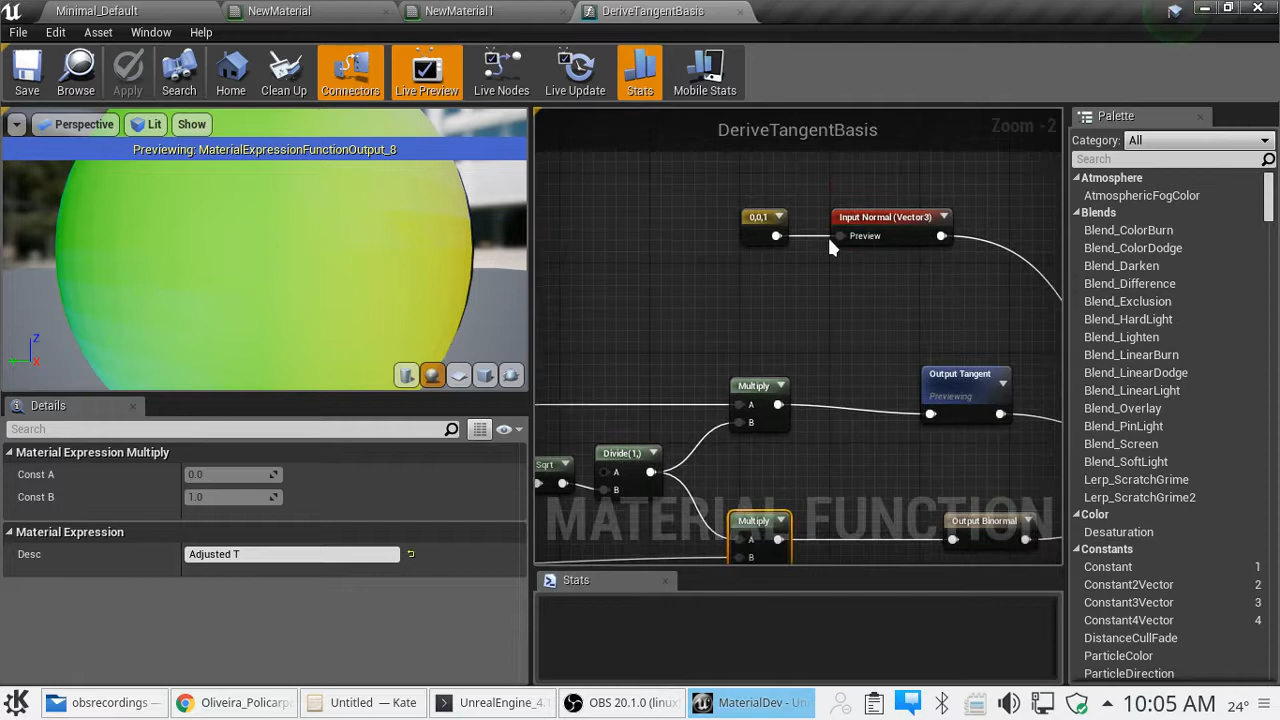 Minimal_Default NewMaterial NewMaterial1 DeriveTangentBasis
File Edit Asset Window Help
Save Browse Apply Search Home Clean Up Connectors Live Preview Live Nodes Live Update Stats Mobile Stats
Perspective Lit Show
Previewing: MaterialExpressionFunctionOutput_8
Z
X
Details
Search
Material Expression Multiply
Const A 0.0
Const B 1.0
Material Expression
Desc Adjusted T
DeriveTangentBasis Zoom -2
0,0,1
Input Normal (Vector3)
Preview
Multiply
A
B
Output Tangent
Previewing
Sqrt
Divide(1,)
A
B
Multiply
A
B
Output Binormal
MATERIAL FUNCTION
Stats
Palette
Category: All
Search
Atmosphere
AtmosphericFogColor
Blends
Blend_ColorBurn
Blend_ColorDodge
Blend_Darken
Blend_Difference
Blend_Exclusion
Blend_HardLight
Blend_Lighten
Blend_LinearBurn
Blend_LinearDodge
Blend_LinearLight
Blend_Overlay
Blend_PinLight
Blend_Screen
Blend_SoftLight
Lerp_ScratchGrime
Lerp_ScratchGrime2
Color
Desaturation
Constants
Constant 1
Constant2Vector 2
Constant3Vector 3
Constant4Vector 4
DistanceCullFade
ParticleColor
ParticleDirection
obsrecordings Oliveira_Polic Untitled — Kate UnrealEngine_4. OBS 20.1.0 (linux) MaterialDev - Un 10:05 AM 24°